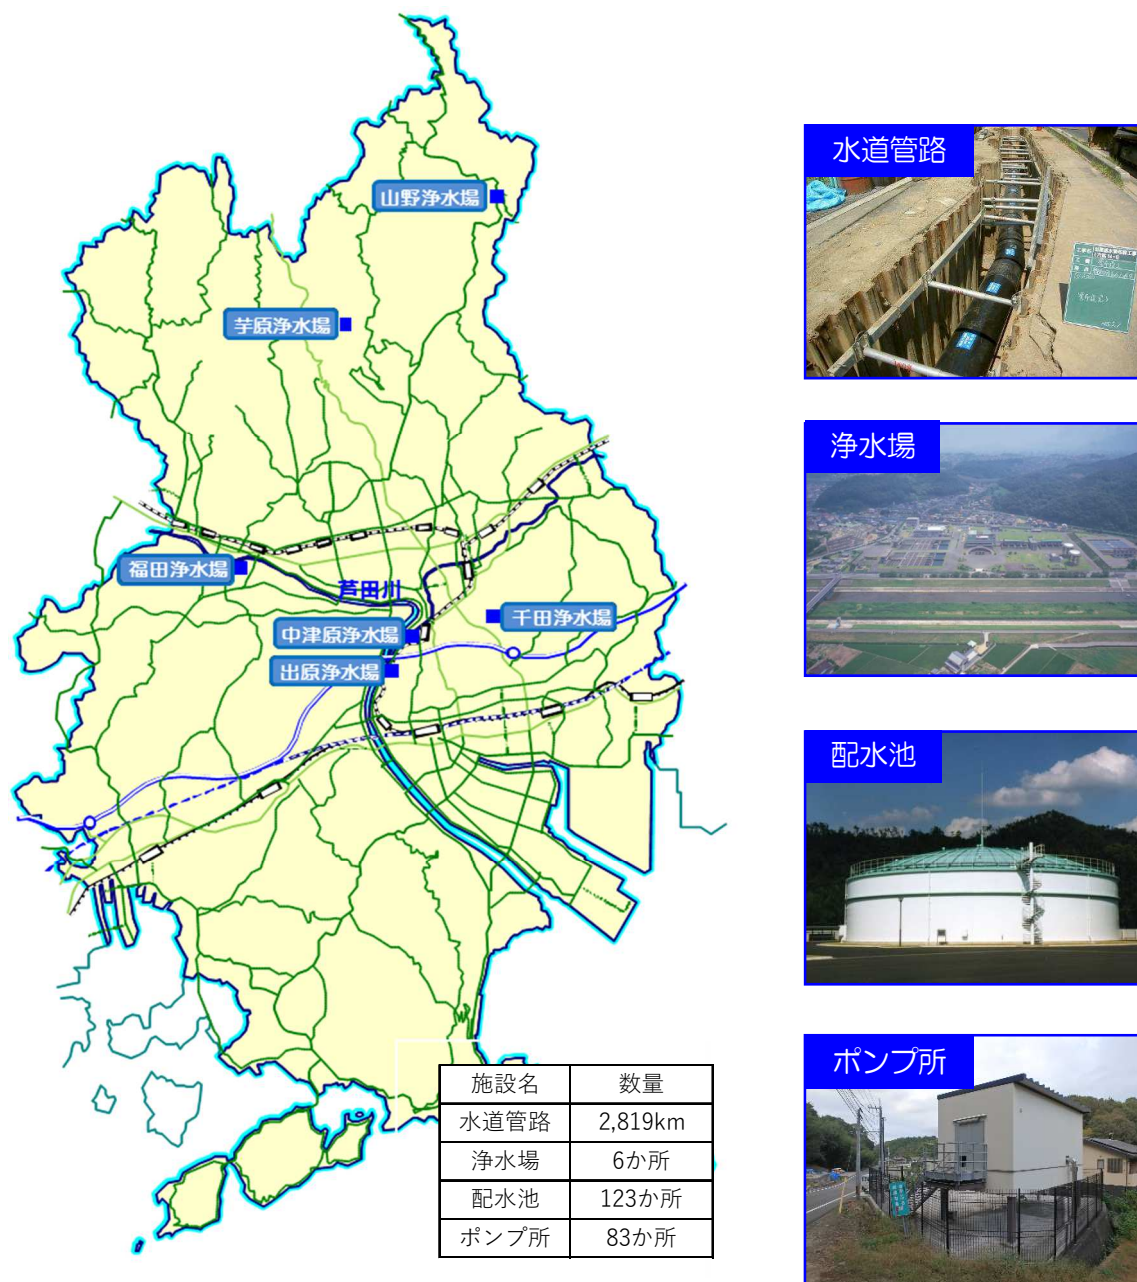 山野浄水場
芋原浄水場
福田浄水場
芦田川
千田浄水場
中津原浄水場
出原浄水場
施設名 数量
水道管路 2,819km
浄水場 6か所
配水池 123か所
ポンプ所 83か所
水道管路
浄水場
配水池
ポンプ所